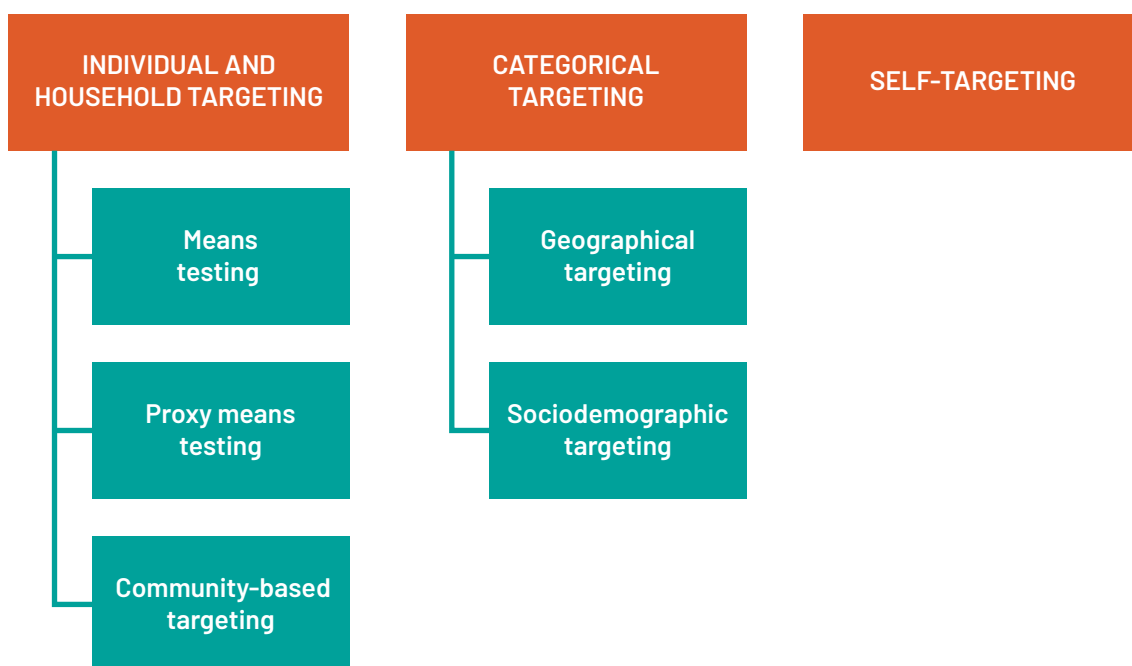 INDIVIDUAL AND
HOUSEHOLD TARGETING
Means
testing
Proxy means
testing
Community-based
targeting
CATEGORICAL
TARGETING
Geographical
targeting
Sociodemographic
targeting
SELF-TARGETING